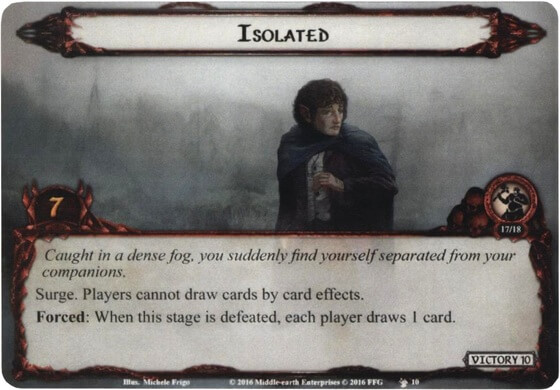 Isolated
7
17/18
Caught in a dense fog, you suddenly find yourself separated from your
companions.
Surge. Players cannot draw cards by card effects.
Forced: When this stage is defeated, each player draws 1 card.
VICTORY 10
Illus. Michele Frigo © 2016 Middle-earth Enterprises © 2016 FFG 10